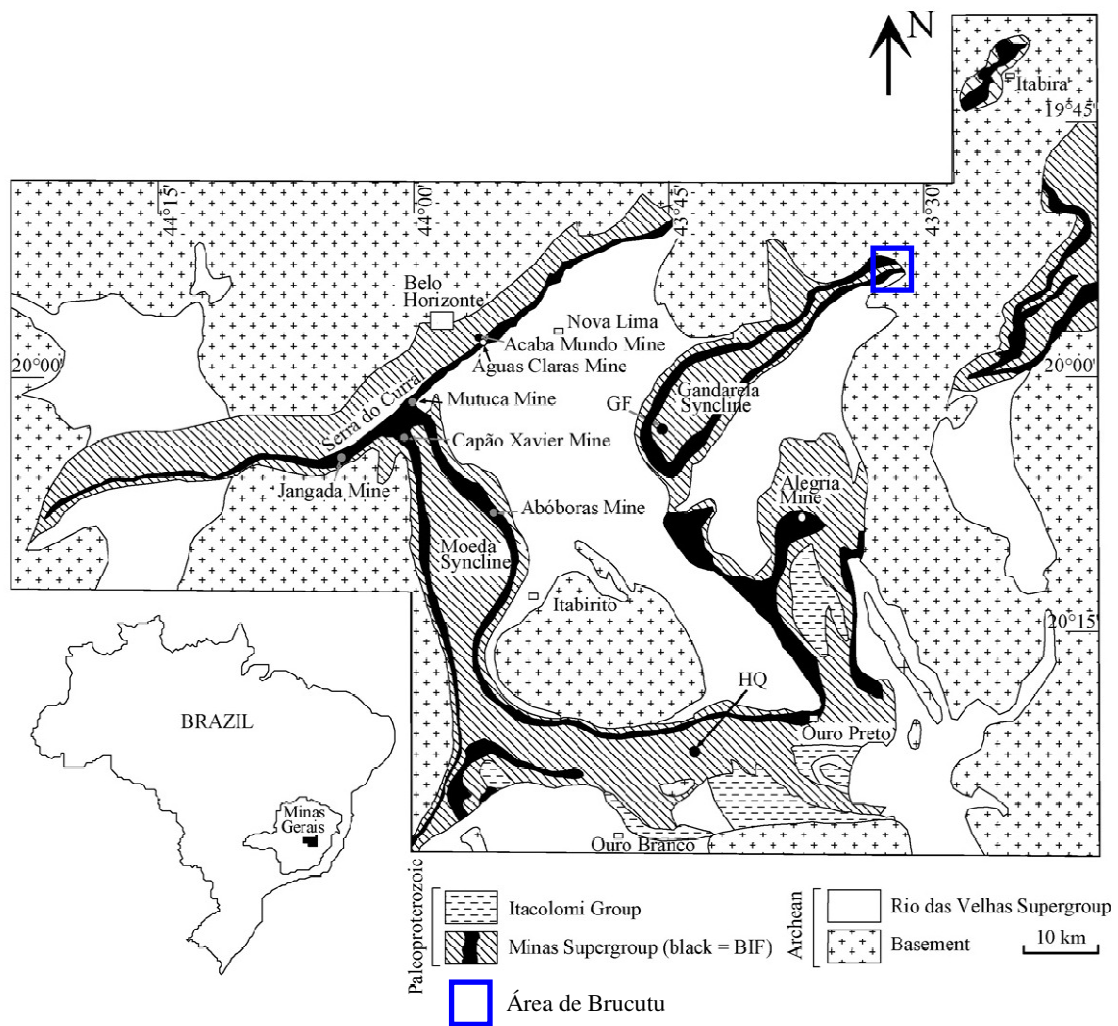 N
Itabira
19°45'
44°15'
44°00'
43°45'
43°30'
Belo
Horizonte
Nova Lima
Acaba Mundo Mine
Águas Claras Mine
20°00'
20°00'
Serra do Curral
Mutuca Mine
GF
Gandarela
Syncline
Capão Xavier Mine
Jangada Mine
Alegria
Mine
Abóboras Mine
Moeda
Syncline
Itabirito
20°15'
HQ
Ouro Preto
BRAZIL
Minas
Gerais
Ouro Branco
Paleoproterozoic
Itacolomi Group
Minas Supergroup (black = BIF)
Archean
Rio das Velhas Supergroup
Basement
10 km
Área de Brucutu